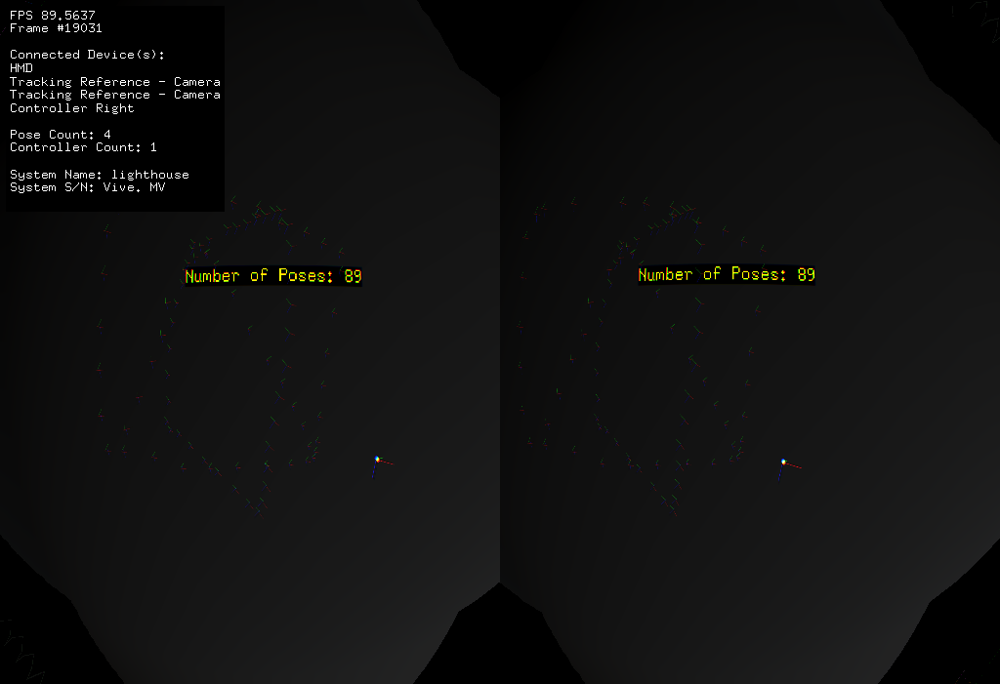 FPS 89.5637
Frame #19031
Connected Device(s):
HMD
Tracking Reference - Camera
Tracking Reference - Camera
Controller Right
Pose Count: 4
Controller Count: 1
System Name: lighthouse
System S/N: Vive. MV
Number of Poses: 89
Number of Poses: 89